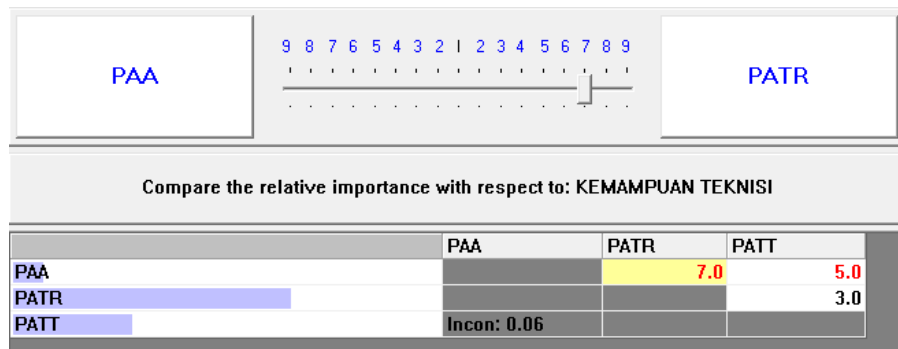 9 8 7 6 5 4 3 2 | 2 3 4 5 6 7 8 9
PAA PATR
Compare the relative importance with respect to: KEMAMPUAN TEKNISI
PAA PATR PATT
PAA 7.0 5.0
PATR 3.0
PATT Incon: 0.06